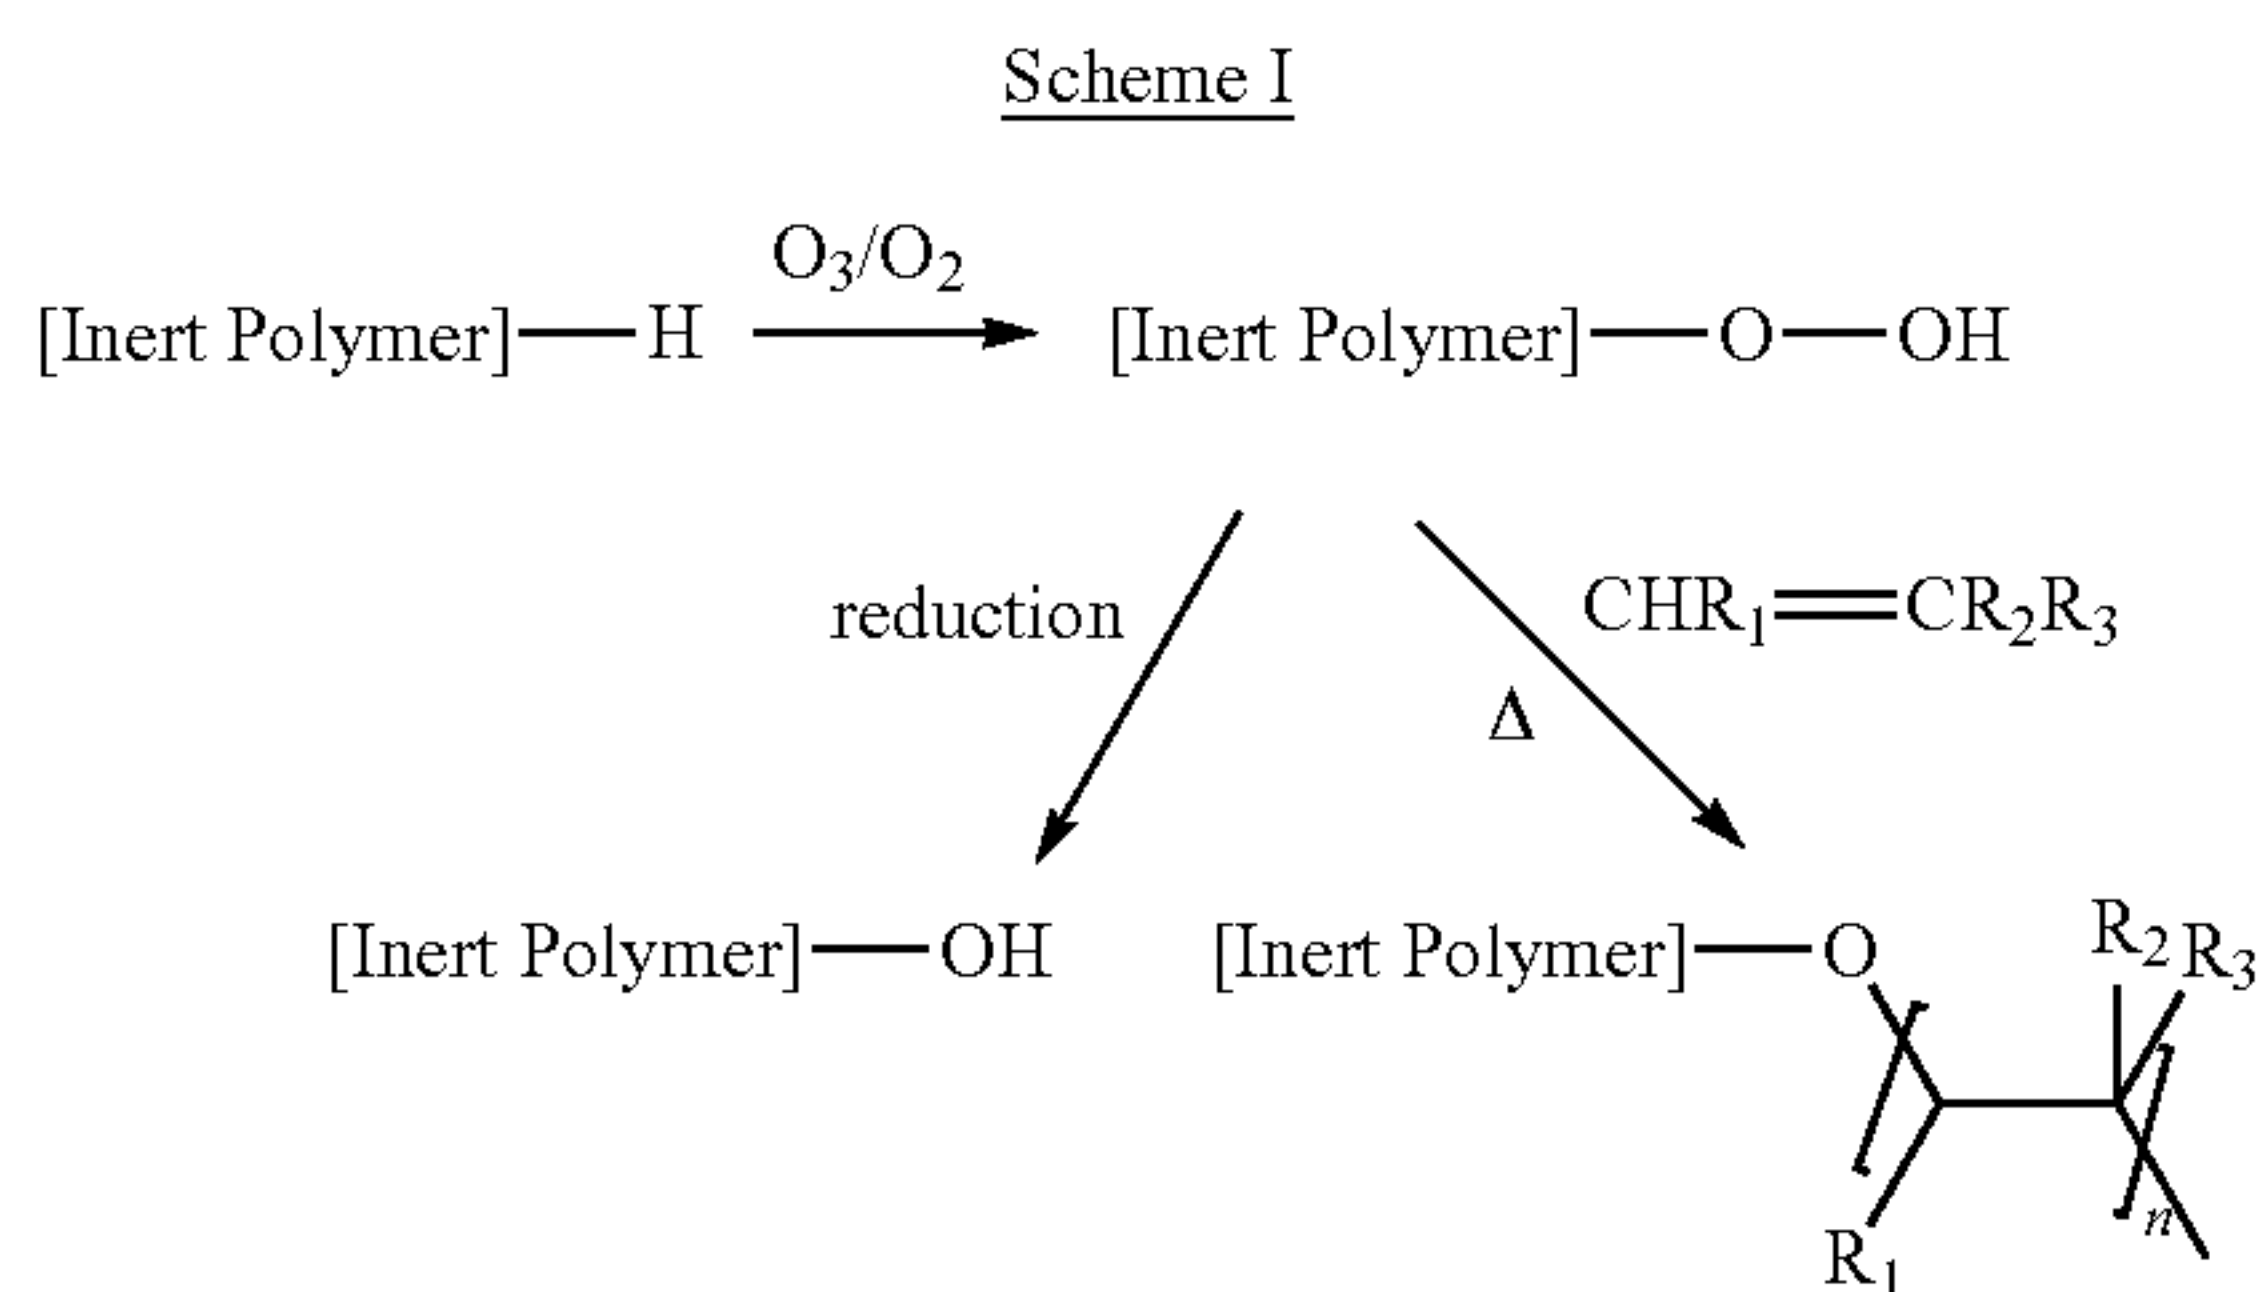 Scheme I
O₃/O₂
[Inert Polymer]—H [Inert Polymer]—O—OH
reduction
CHR₁=CR₂R₃
Δ
[Inert Polymer]—OH [Inert Polymer]—O
R₂ R₃
n
R₁